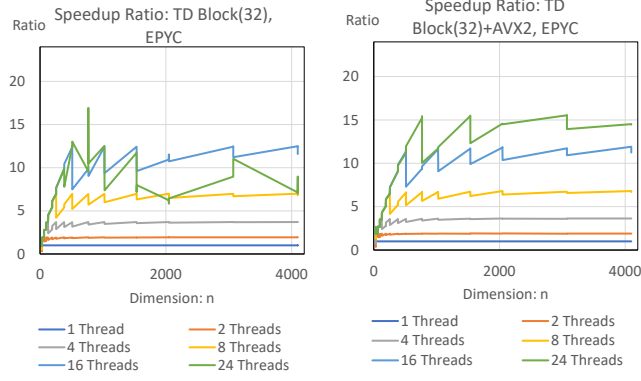 Speedup Ratio: TD Block(32),
EPYC
Ratio
20
15
10
5
0
0
2000
4000
Dimension: n
1 Thread
2 Threads
4 Threads
8 Threads
16 Threads
24 Threads
Speedup Ratio: TD
Block(32)+AVX2, EPYC
Ratio
20
15
10
5
0
0
2000
4000
Dimension: n
1 Thread
2 Threads
4 Threads
8 Threads
16 Threads
24 Threads